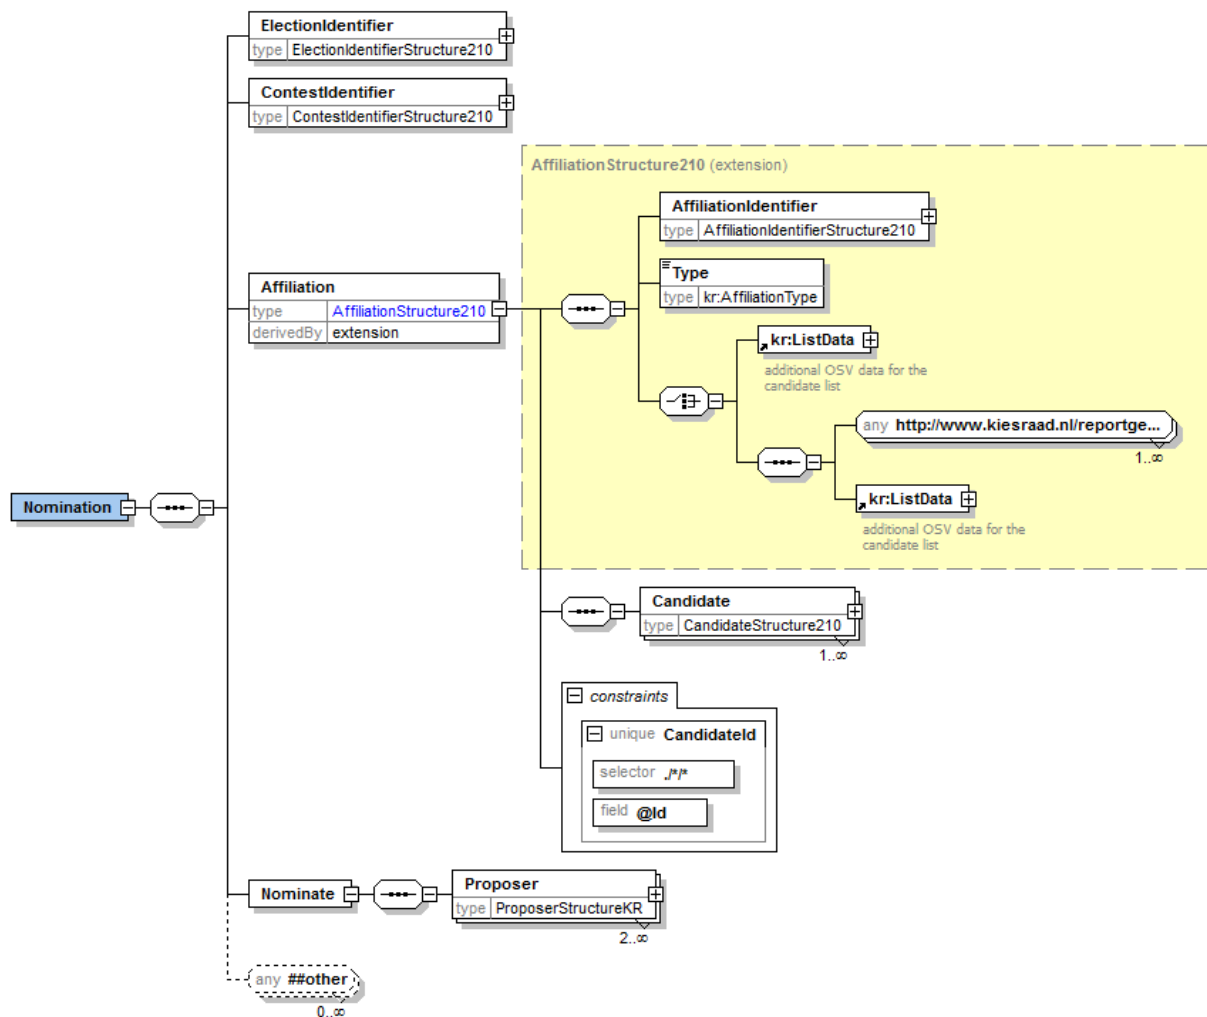 ElectionIdentifier
type ElectionIdentifierStructure210
ContestIdentifier
type ContestIdentifierStructure210
AffiliationStructure210 (extension)
AffiliationIdentifier
type AffiliationIdentifierStructure210
Type
type kr:AffiliationType
Affiliation
type AffiliationStructure210
derivedBy extension
kr:ListData
additional OSV data for the
candidate list
any http://www.kiesraad.nl/reportge...
1..∞
kr:ListData
additional OSV data for the
candidate list
Nomination
Candidate
type CandidateStructure210
1..∞
constraints
unique CandidateId
selector ./*/*
field @Id
Nominate
Proposer
type ProposerStructureKR
2..∞
any ##other
0..∞